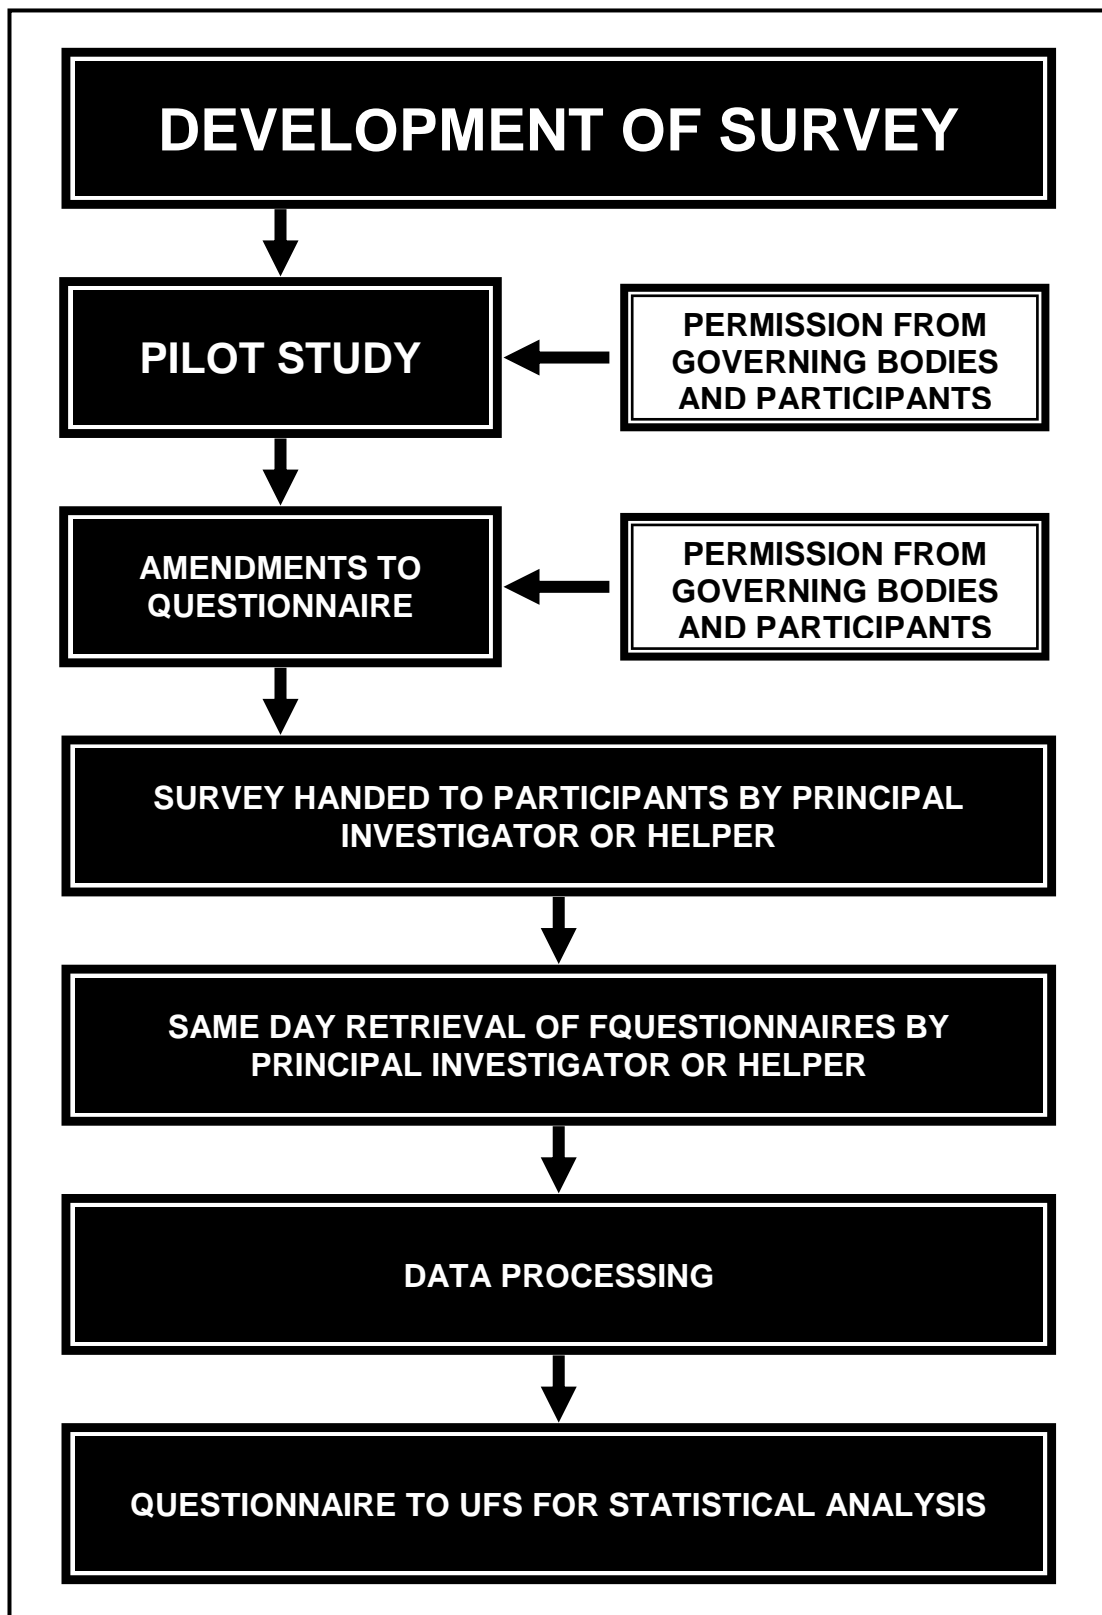 DEVELOPMENT OF SURVEY
PILOT STUDY
PERMISSION FROM
GOVERNING BODIES
AND PARTICIPANTS
AMENDMENTS TO
QUESTIONNAIRE
PERMISSION FROM
GOVERNING BODIES
AND PARTICIPANTS
SURVEY HANDED TO PARTICIPANTS BY PRINCIPAL
INVESTIGATOR OR HELPER
SAME DAY RETRIEVAL OF FQUESTIONNAIRES BY
PRINCIPAL INVESTIGATOR OR HELPER
DATA PROCESSING
QUESTIONNAIRE TO UFS FOR STATISTICAL ANALYSIS